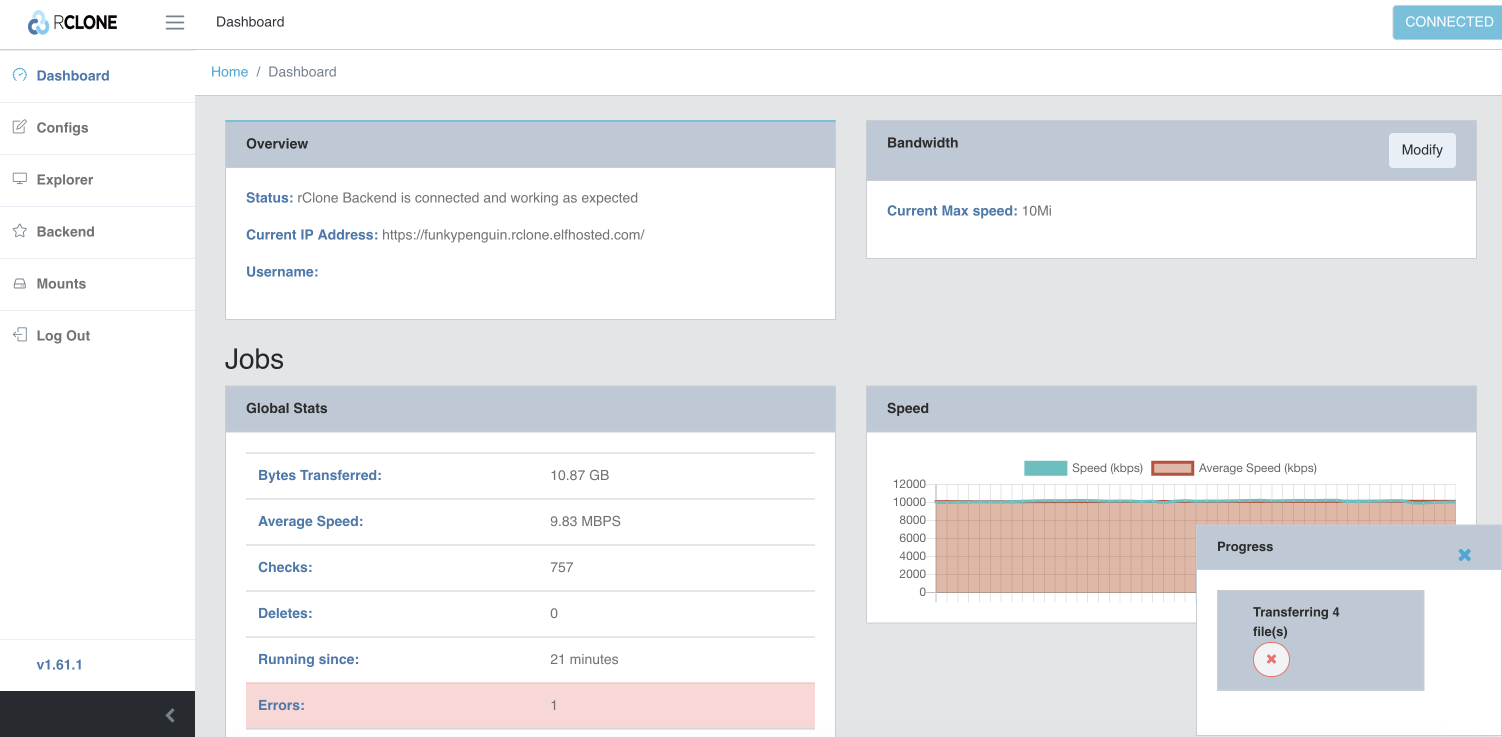 RCLONE
Dashboard
CONNECTED
Dashboard
Configs
Explorer
Backend
Mounts
Log Out
v1.61.1
Home / Dashboard
Overview
Status: rClone Backend is connected and working as expected
Current IP Address: https://funkypenguin.rclone.elfhosted.com/
Username:
Bandwidth
Modify
Current Max speed: 10Mi
Jobs
Global Stats
Bytes Transferred: 10.87 GB
Average Speed: 9.83 MBPS
Checks: 757
Deletes: 0
Running since: 21 minutes
Errors: 1
Speed
Speed (kbps) Average Speed (kbps)
12000
10000
8000
6000
4000
2000
0
Progress
Transferring 4
file(s)